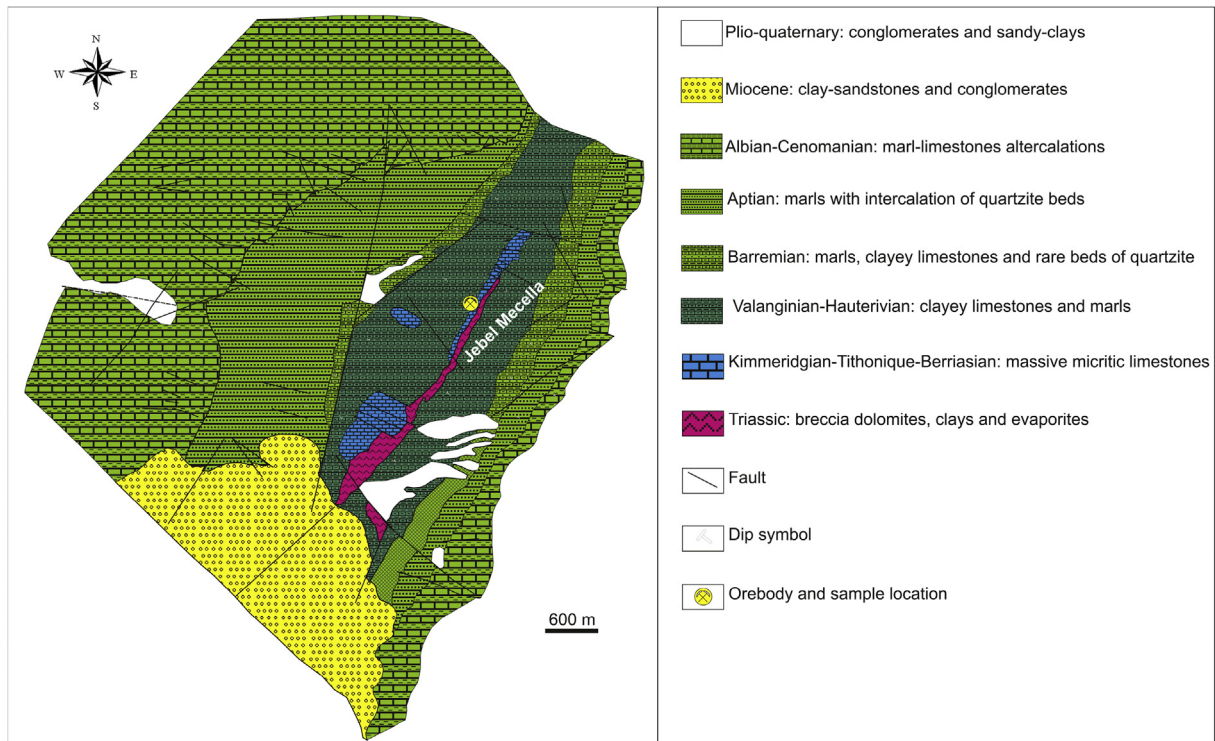 N
W
E
S
Jebel Mecella
600 m
Plio-quaternary: conglomerates and sandy-clays
Miocene: clay-sandstones and conglomerates
Albian-Cenomanian: marl-limestones altercalations
Aptian: marls with intercalation of quartzite beds
Barremian: marls, clayey limestones and rare beds of quartzite
Valanginian-Hauterivian: clayey limestones and marls
Kimmeridgian-Tithonique-Berriasian: massive micritic limestones
Triassic: breccia dolomites, clays and evaporites
Fault
Dip symbol
Orebody and sample location